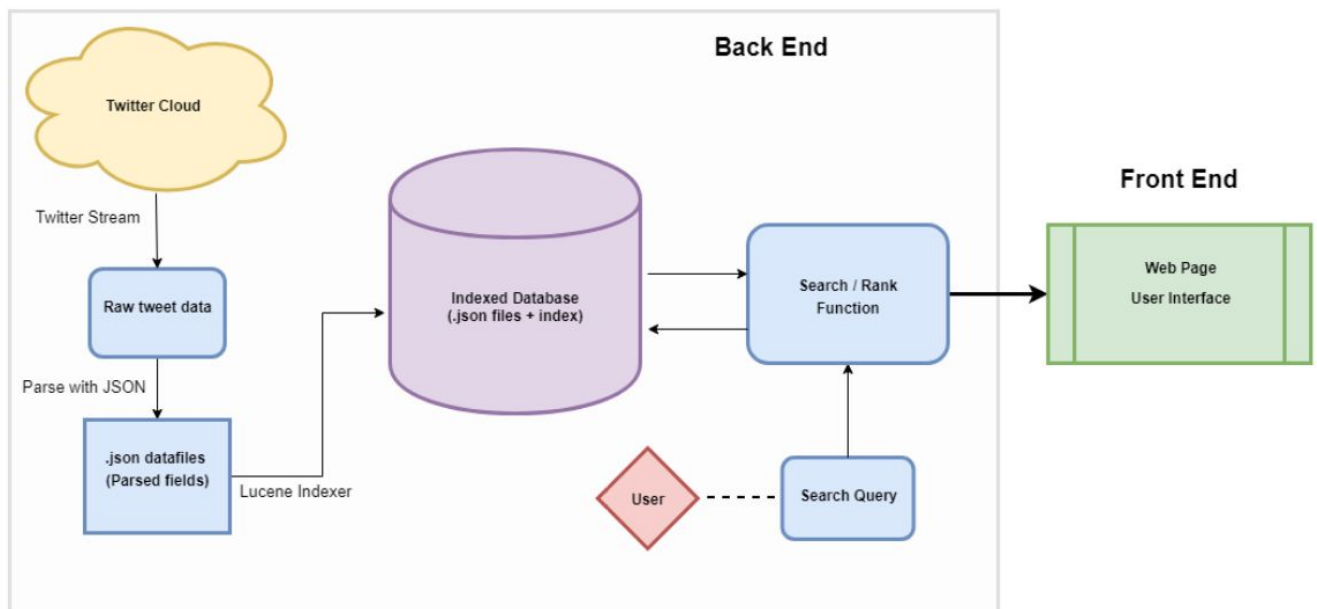 Back End
Twitter Cloud
Twitter Stream
Raw tweet data
Parse with JSON
.json datafiles
(Parsed fields)
Lucene Indexer
Indexed Database
(.json files + index)
Search / Rank
Function
User
Search Query
Front End
Web Page
User Interface